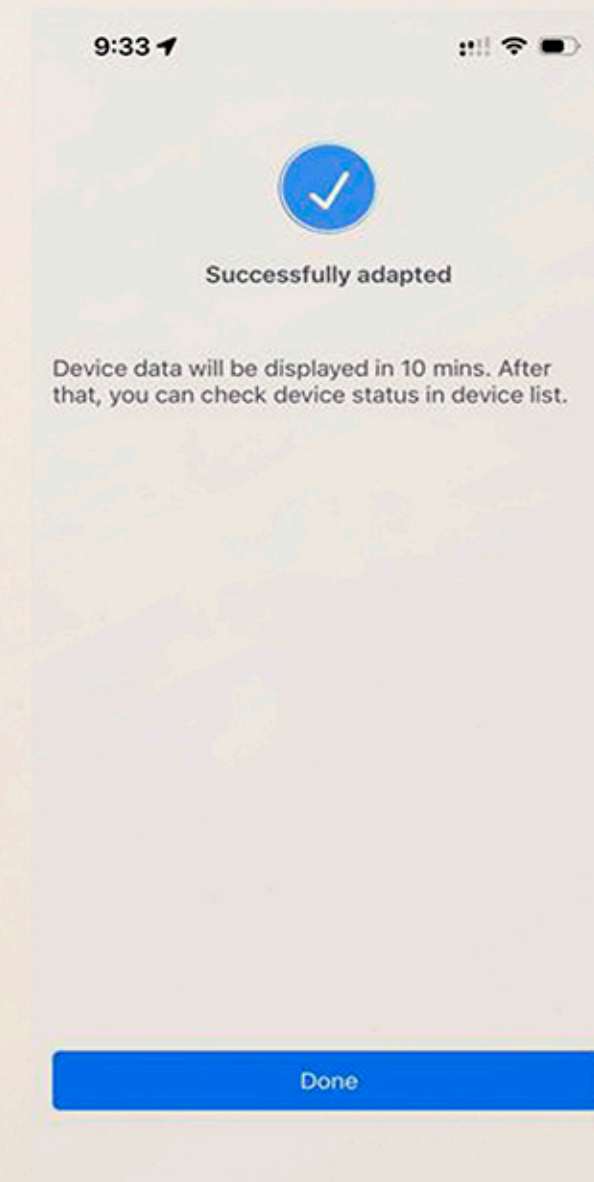 9:33
Successfully adapted
Device data will be displayed in 10 mins. After
that, you can check device status in device list.
Done